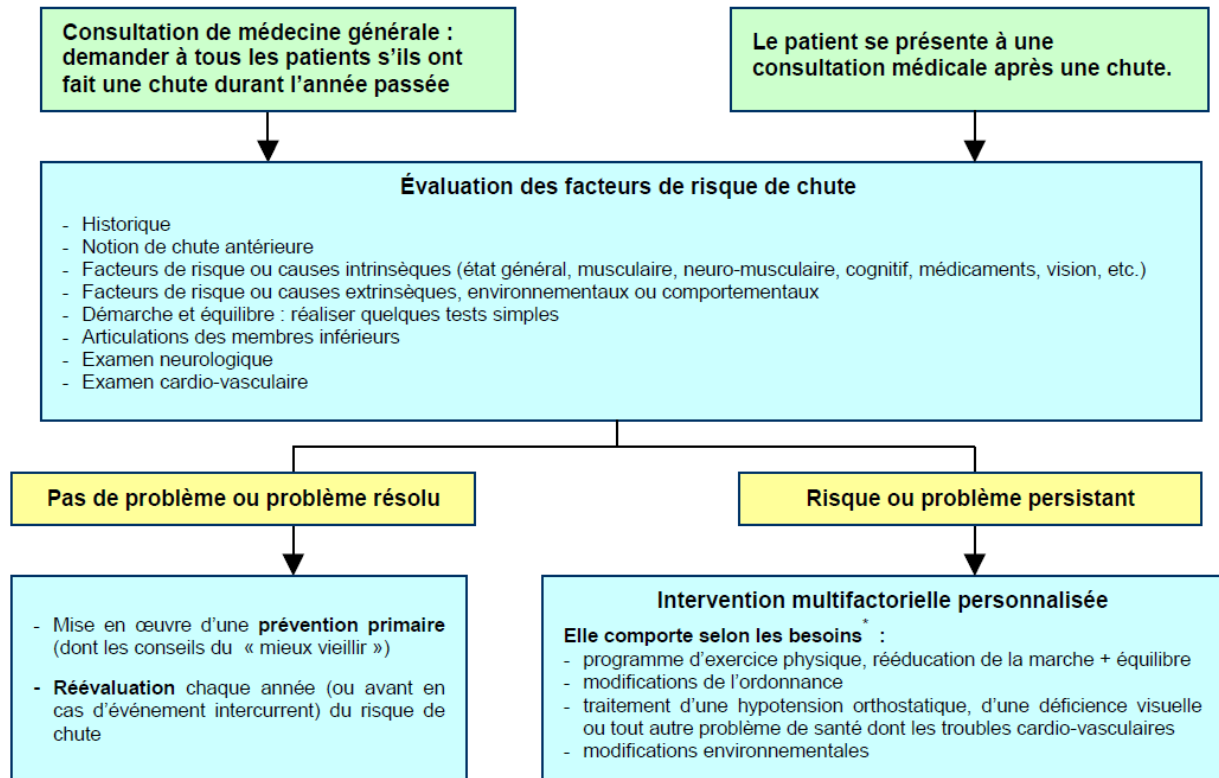 Consultation de médecine générale :
demander à tous les patients s'ils ont
fait une chute durant l'année passée
Le patient se présente à une
consultation médicale après une chute.
Évaluation des facteurs de risque de chute
- Historique
- Notion de chute antérieure
- Facteurs de risque ou causes intrinsèques (état général, musculaire, neuro-musculaire, cognitif, médicaments, vision, etc.)
- Facteurs de risque ou causes extrinsèques, environnementaux ou comportementaux
- Démarche et équilibre : réaliser quelques tests simples
- Articulations des membres inférieurs
- Examen neurologique
- Examen cardio-vasculaire
Pas de problème ou problème résolu
Risque ou problème persistant
- Mise en œuvre d'une prévention primaire
(dont les conseils du « mieux vieillir »)
- Réévaluation chaque année (ou avant en
cas d'événement intercurrent) du risque de
chute
Intervention multifactorielle personnalisée
Elle comporte selon les besoins* :
- programme d'exercice physique, rééducation de la marche + équilibre
- modifications de l'ordonnance
- traitement d'une hypotension orthostatique, d'une déficience visuelle
ou tout autre problème de santé dont les troubles cardio-vasculaires
- modifications environnementales